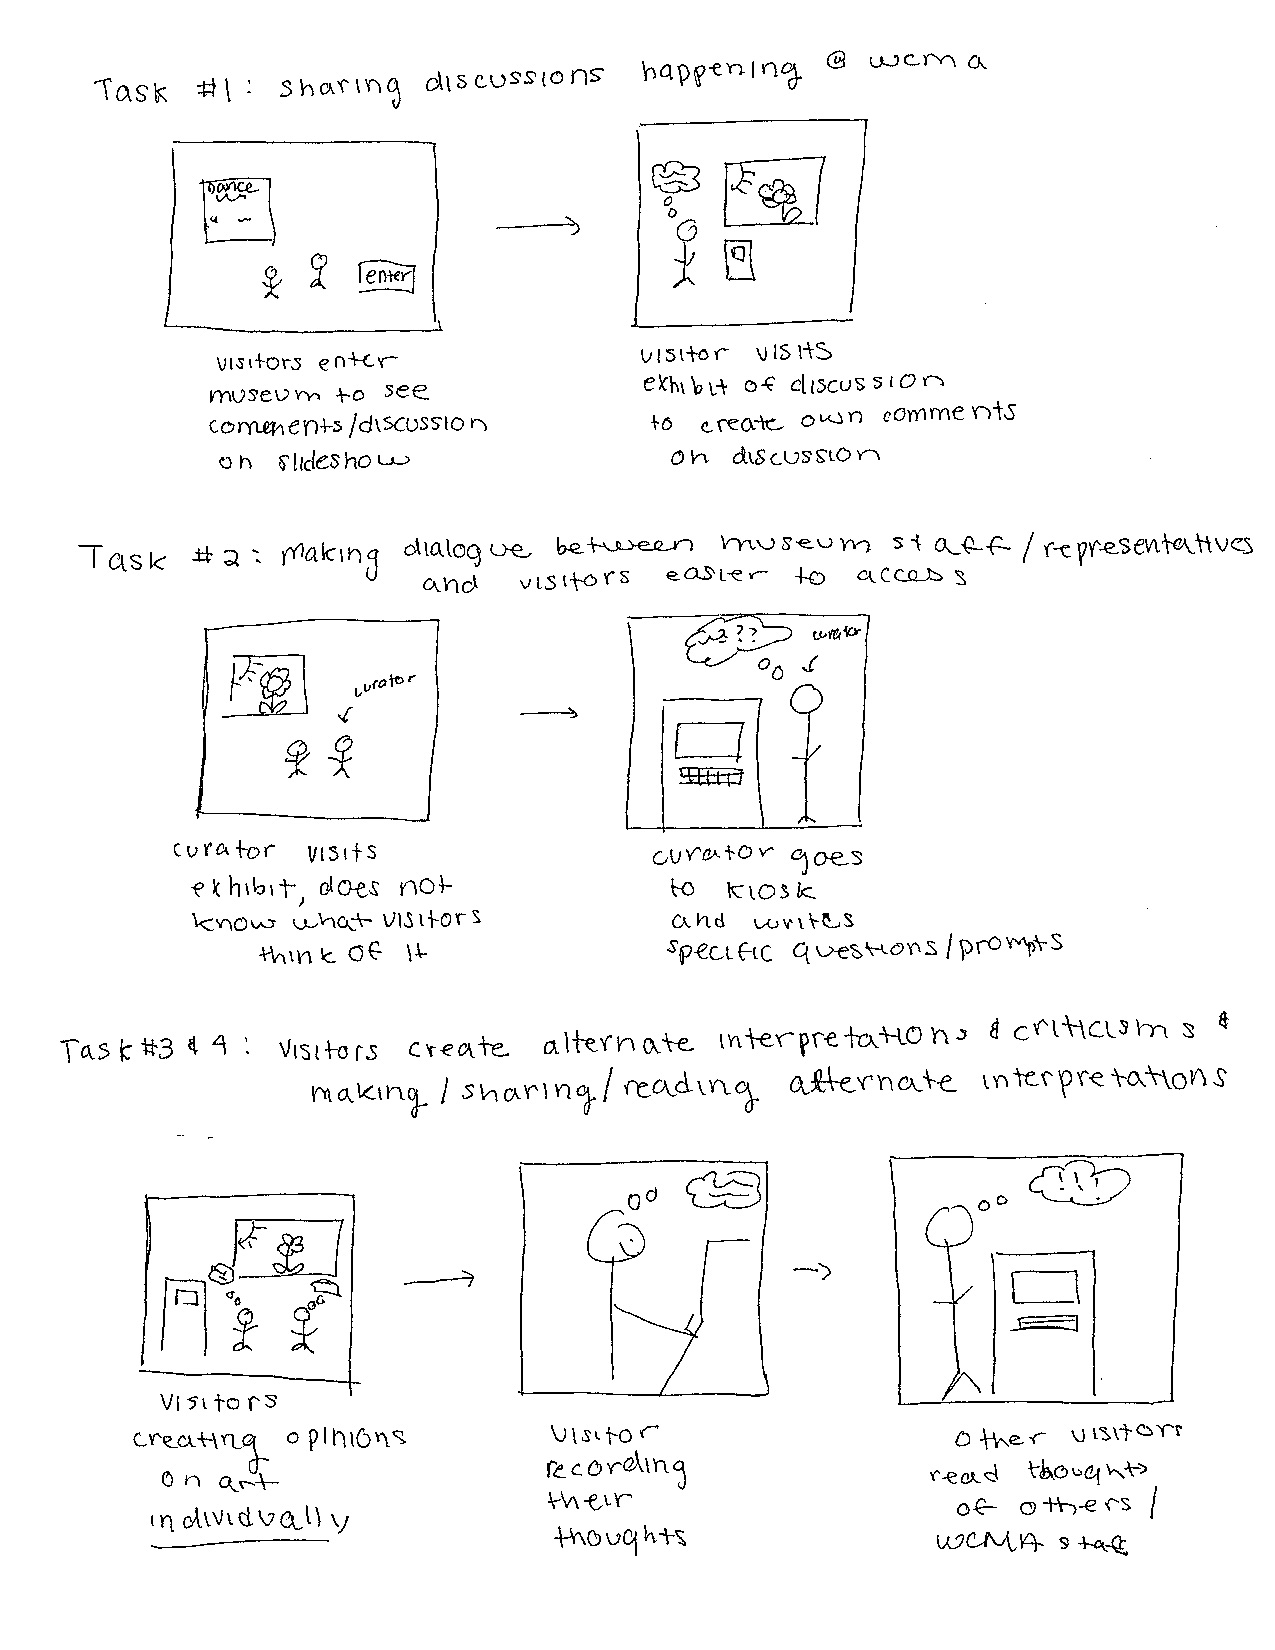 Task #1: sharing discussions happening @ wcma
Dance
enter
visitors enter
museum to see
coments/discussion
on slideshow
visitor visits
exhibit of discussion
to create own comments
on discussion
Task #2: Making dialogue between museum staff/representatives
and visitors easier to access
curator
???
curator
curator visits
exhibit, does not
know what visitors
think of it
curator goes
to kiosk
and writes
specific questions/prompts
Task #3 & 4: visitors create alternate interpretations & criticisms &
making/sharing/reading alternate interpretations
!!!
visitors
creating opinions
on art
individually
visitor
recording
their
thoughts
other visitors
read thoughts
of others/
WCMA staff